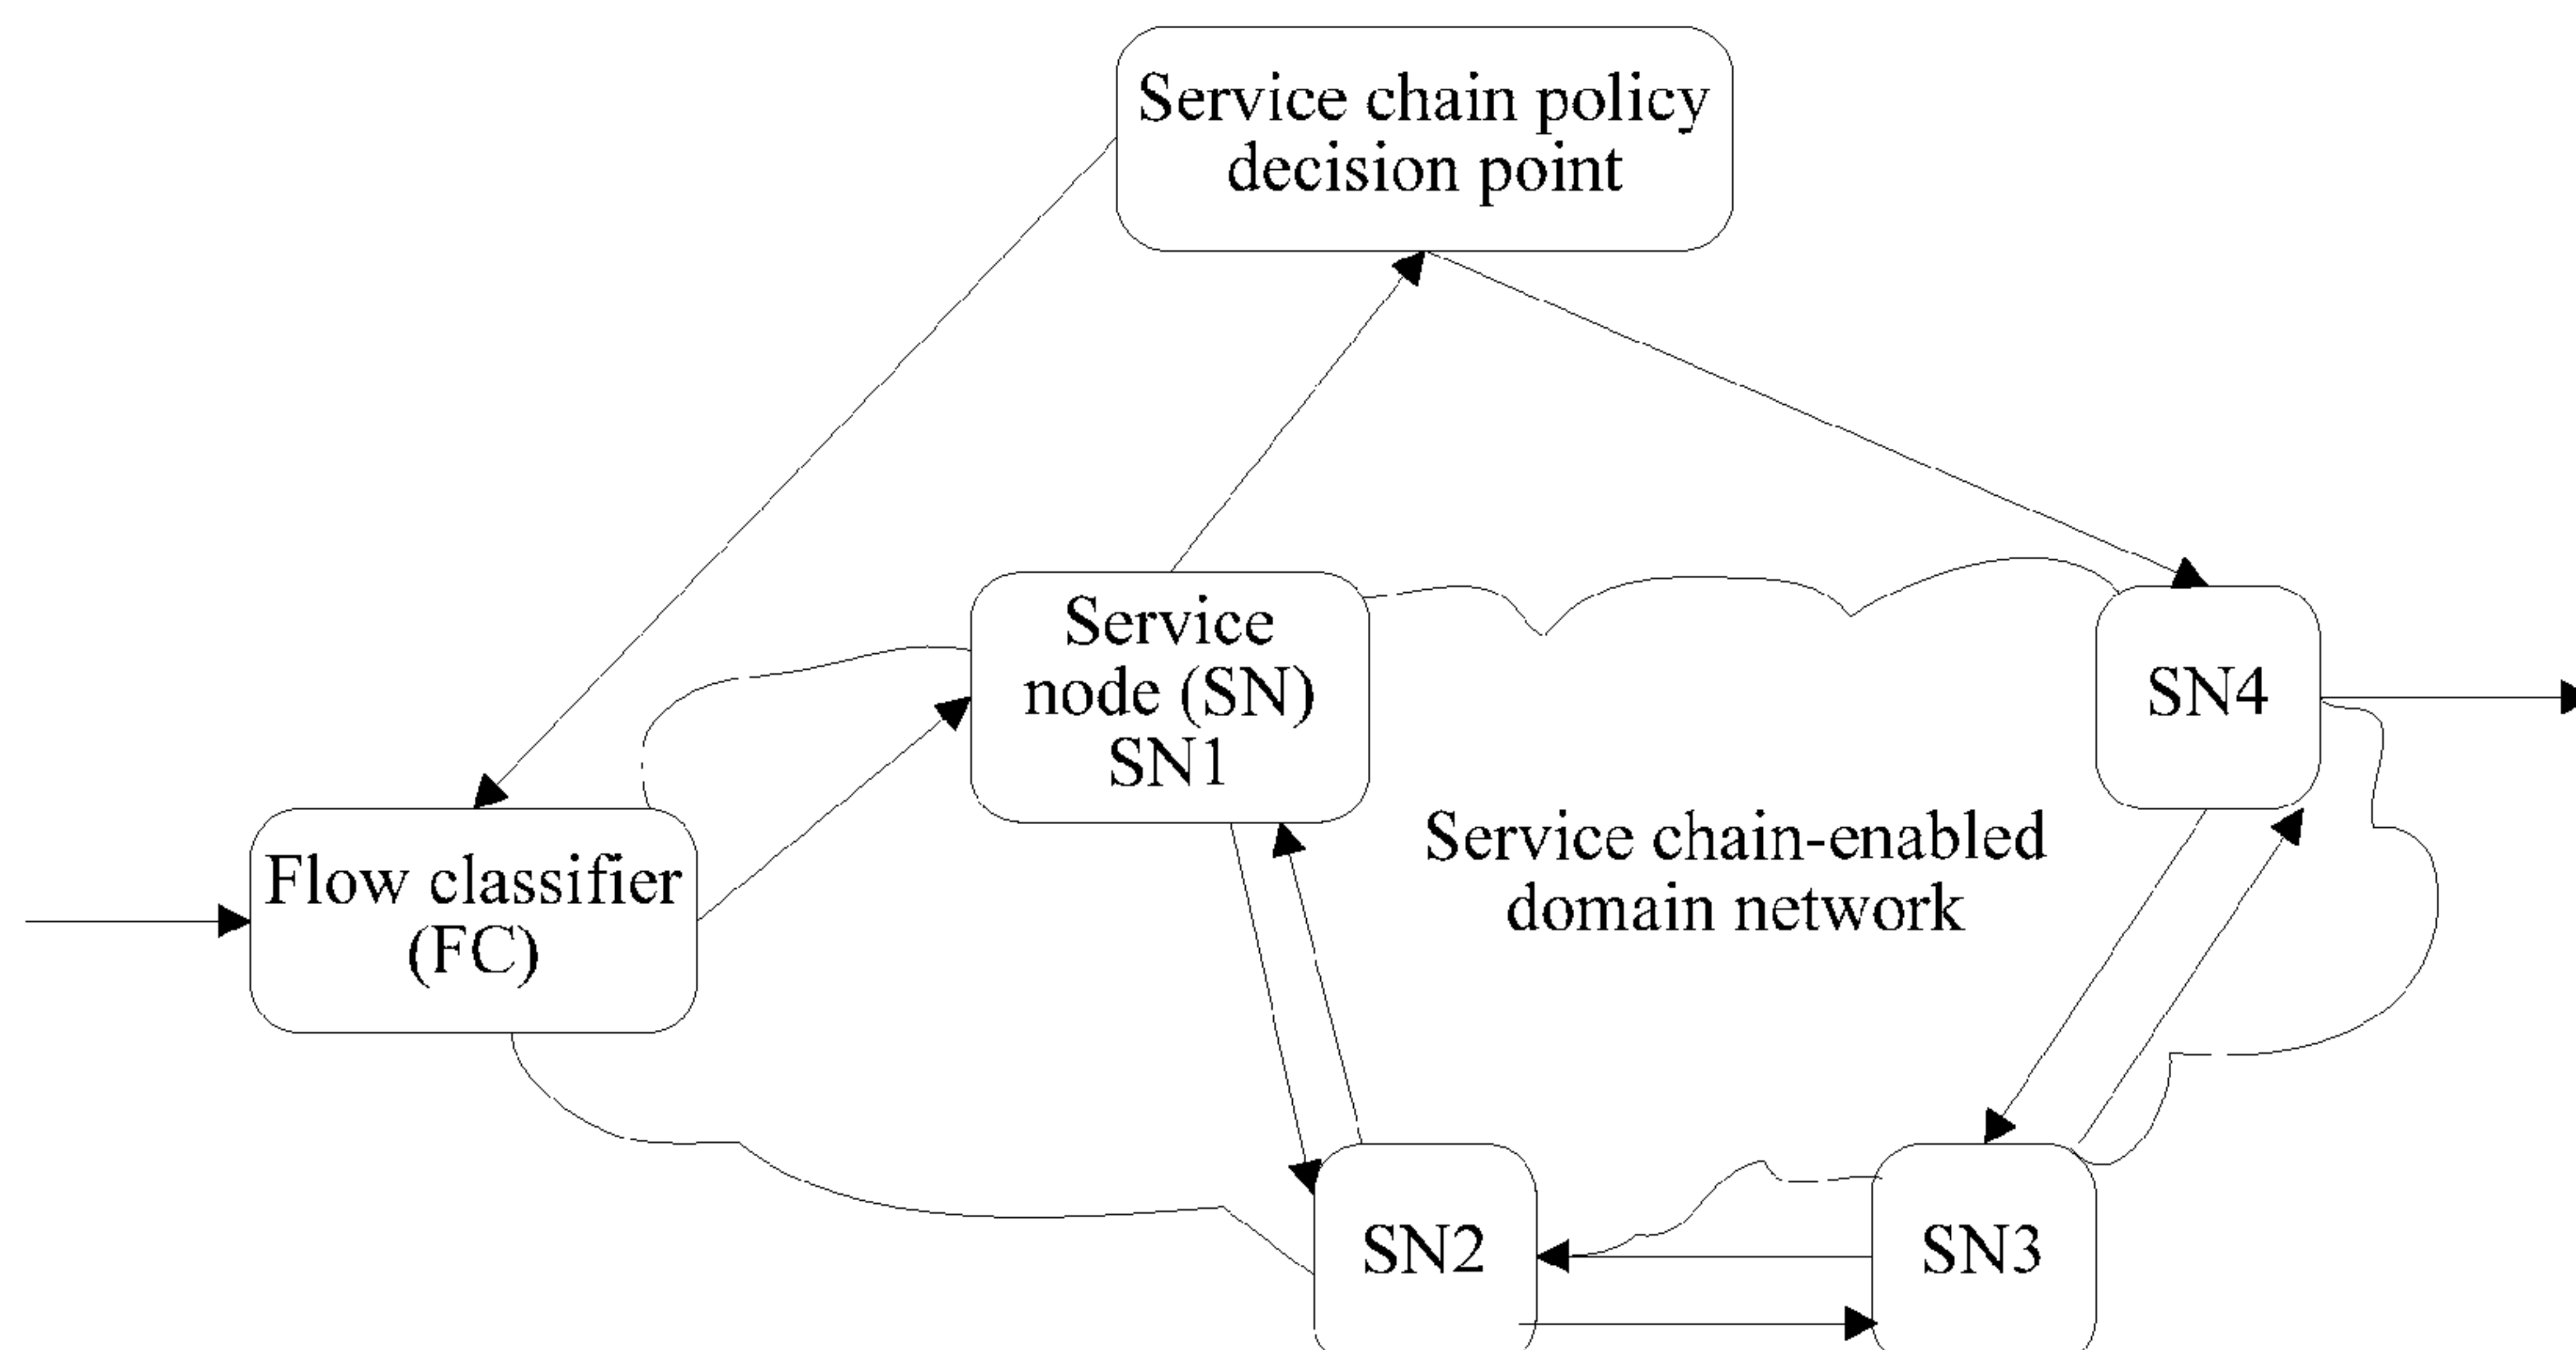 Service chain policy
decision point
Service
node (SN)
SN1
SN4
Service chain-enabled
domain network
Flow classifier
(FC)
SN2
SN3